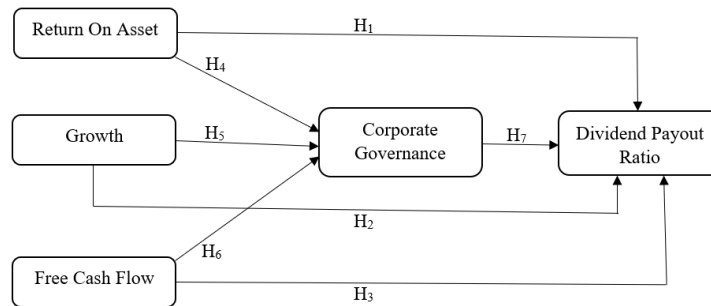 Return On Asset
H₁
H₄
Growth
H₅
Corporate
Governance
H₇
Dividend Payout
Ratio
H₂
H₆
Free Cash Flow
H₃